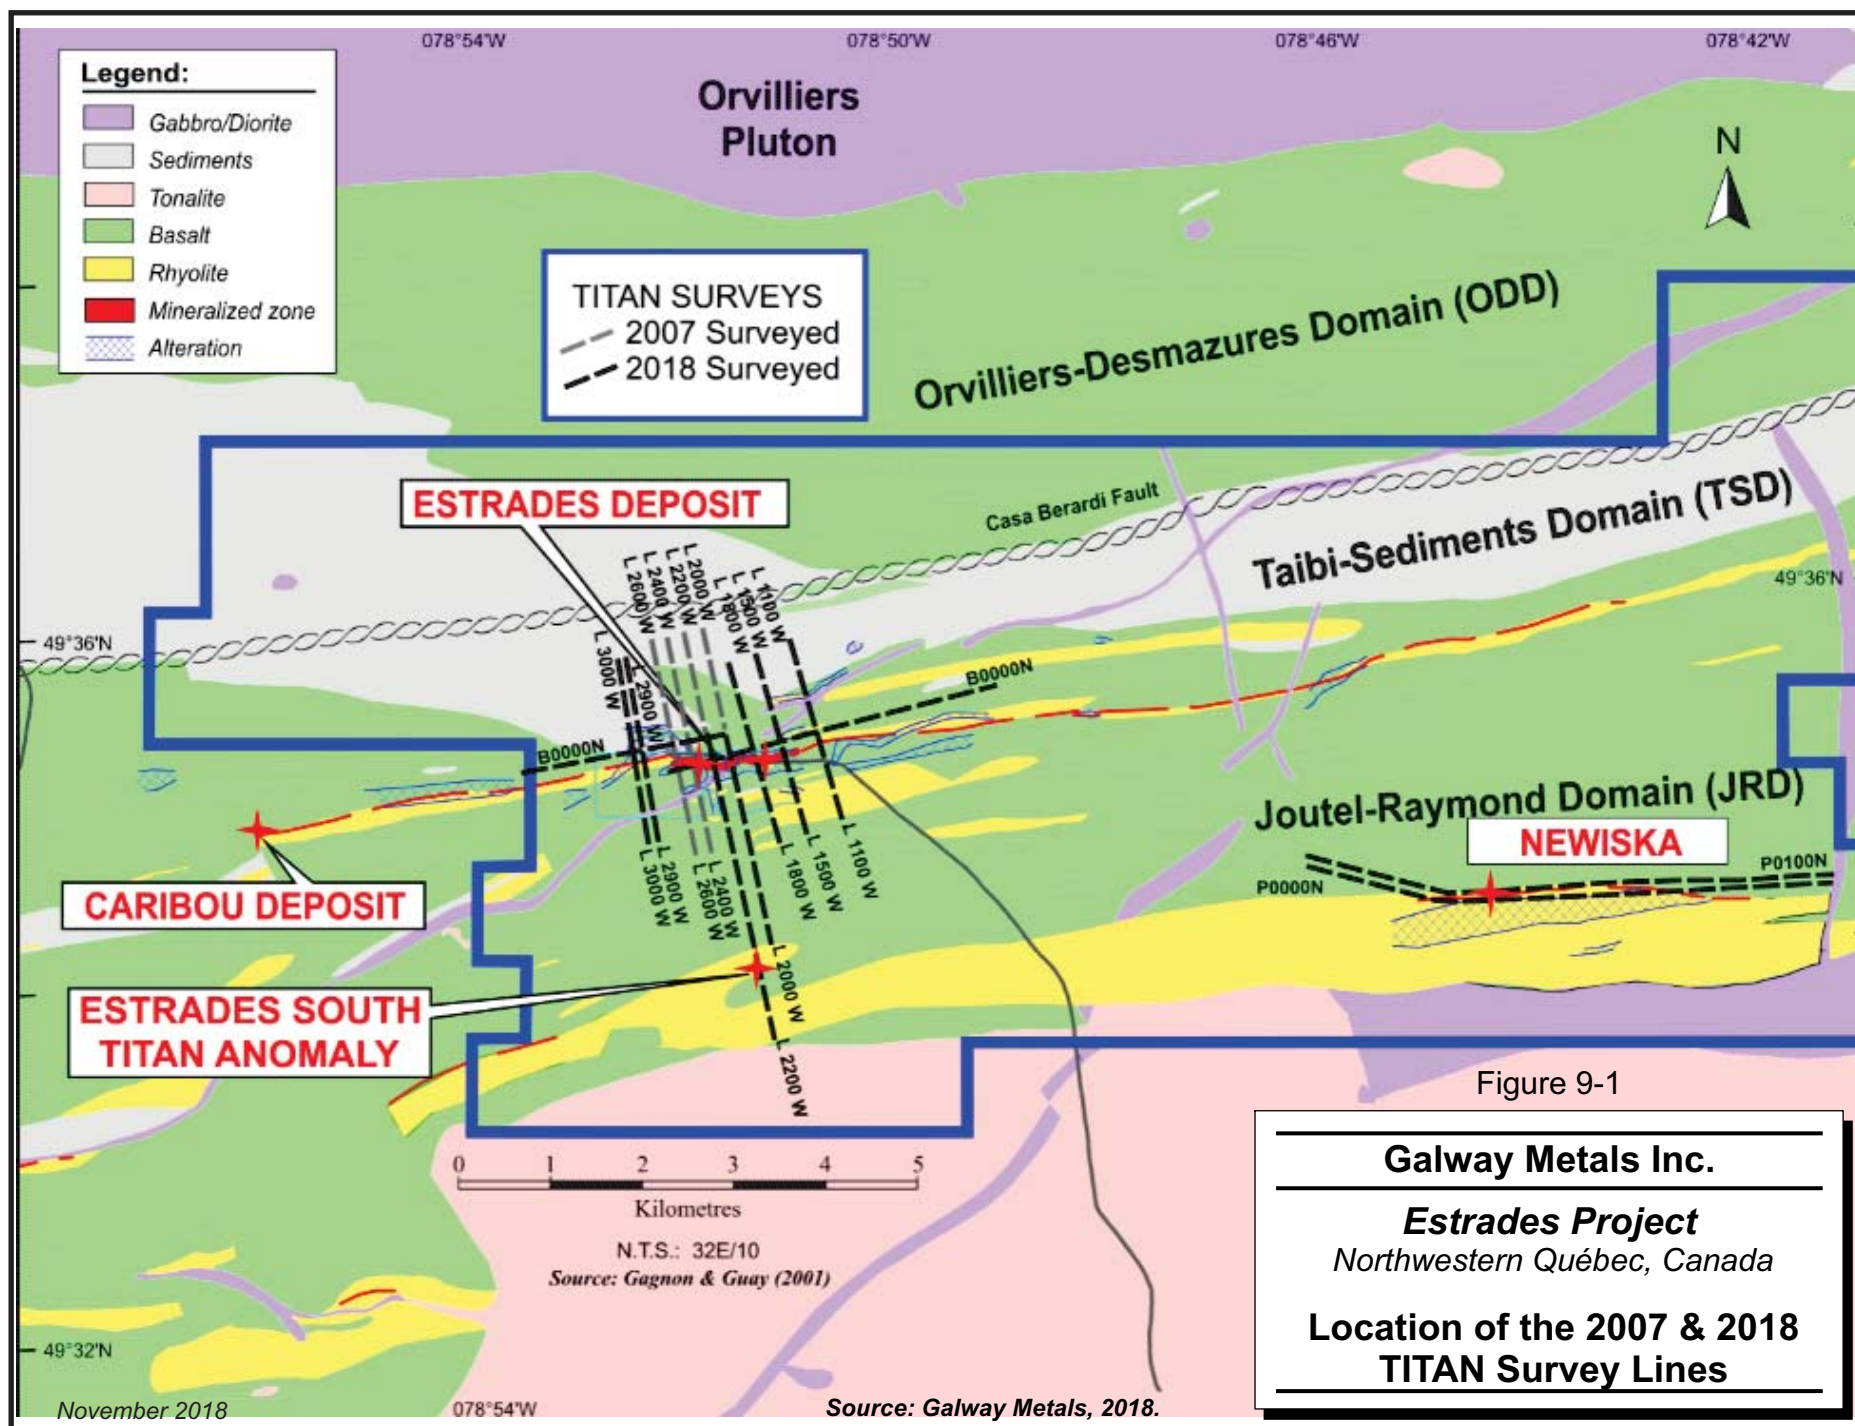 078°54'W
078°50'W
078°46'W
078°42'W
Legend:
Gabbro/Diorite
Sediments
Tonalite
Basalt
Rhyolite
Mineralized zone
Alteration
Orvilliers
Pluton
N
TITAN SURVEYS
2007 Surveyed
2018 Surveyed
Orvilliers-Desmazures Domain (ODD)
ESTRADES DEPOSIT
Casa Berardi Fault
Taibi-Sediments Domain (TSD)
49°36'N
49°36'N
L 3000 W
L 2900 W
L 2600 W
L 2400 W
L 2200 W
L 2000 W
L 1800 W
L 1500 W
L 1100 W
B0000N
B0000N
Joutel-Raymond Domain (JRD)
NEWISKA
P0000N
P0100N
CARIBOU DEPOSIT
L 3000 W
L 2900 W
L 2600 W
L 2400 W
L 1800 W
L 1500 W
L 1100 W
L 2000 W
L 2200 W
ESTRADES SOUTH
TITAN ANOMALY
0 1 2 3 4 5
Kilometres
N.T.S.: 32E/10
Source: Gagnon & Guay (2001)
Figure 9-1
Galway Metals Inc.
Estrades Project
Northwestern Québec, Canada
Location of the 2007 & 2018
TITAN Survey Lines
49°32'N
November 2018
078°54'W
Source: Galway Metals, 2018.